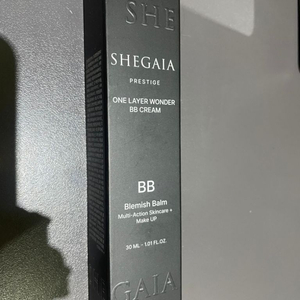 SHE
SHEGAIA
PRESTIGE
ONE LAYER WONDER
BB CREAM
BB
Blemish Balm
Multi-Action Skincare +
Make UP
30 ML - 1.01 FL.OZ.
GAIA